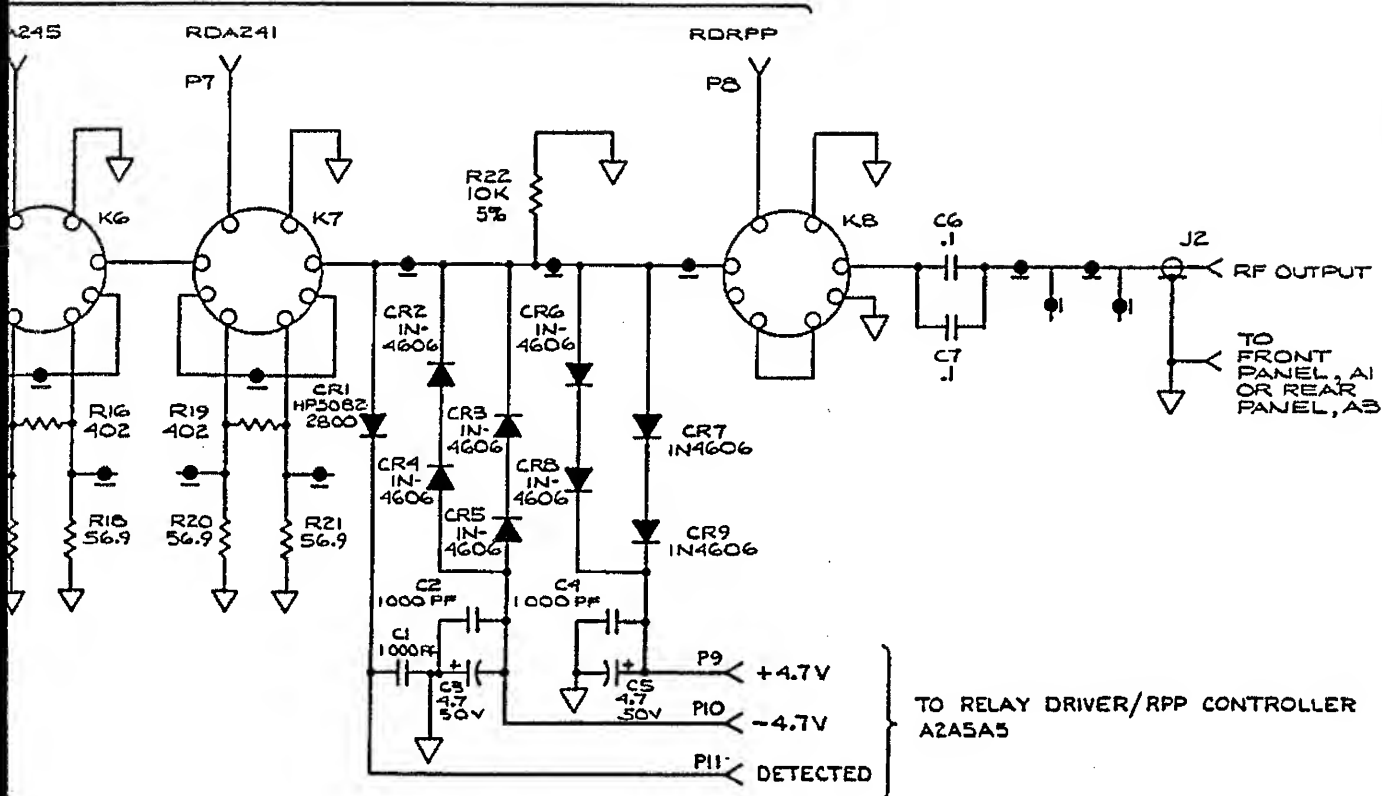 A245
RDA241
RDRPP
P7
P8
R22
10K
5%
K6
K7
K8
C6
.1
C7
.1
J2
RF OUTPUT
TO
FRONT
PANEL, A1
OR REAR
PANEL, A3
CR2
IN-
4606
CR6
IN-
4606
R16
402
R19
402
CR1
HP5082
2800
CR3
IN-
4606
CR7
IN4606
CR4
IN-
4606
CR8
IN-
4606
R18
56.9
R20
56.9
R21
56.9
CR5
IN-
4606
CR9
IN4606
C2
1000 PF
C4
1000 PF
C1
1000 PF
+
C3
4.7
50V
+
C5
4.7
50V
P9
+4.7V
P10
-4.7V
P11
DETECTED
TO RELAY DRIVER/RPP CONTROLLER
A2A5A5